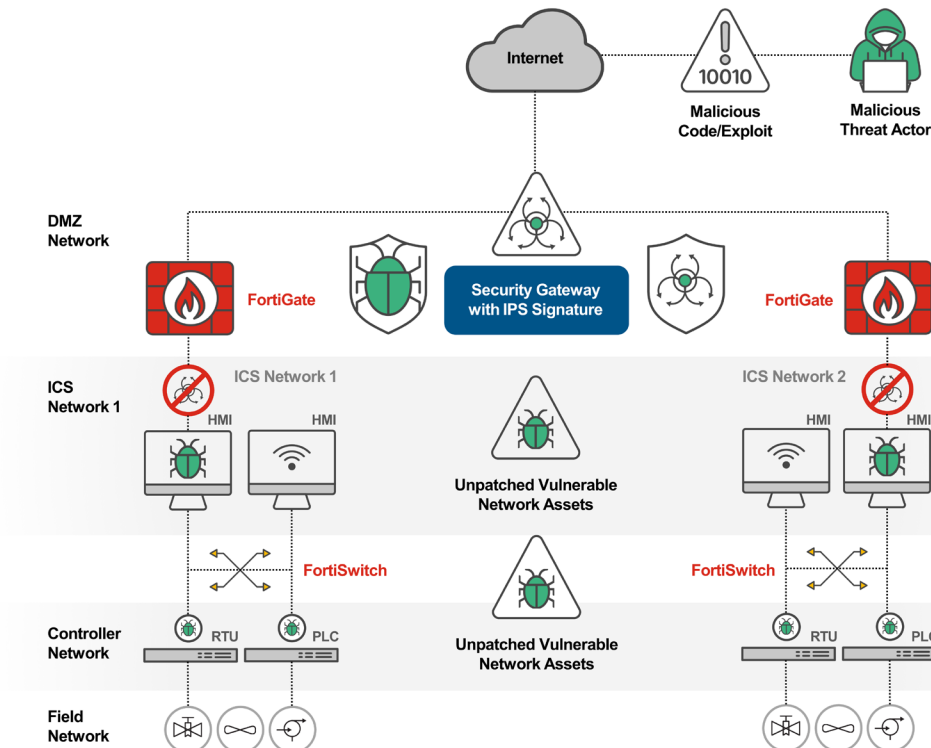 Internet
10010
Malicious
Code/Exploit
Malicious
Threat Actor
DMZ
Network
FortiGate
Security Gateway
with IPS Signature
FortiGate
ICS
Network 1
ICS Network 1
ICS Network 2
HMI
HMI
HMI
HMI
Unpatched Vulnerable
Network Assets
FortiSwitch
FortiSwitch
Controller
Network
RTU
PLC
Unpatched Vulnerable
Network Assets
RTU
PLC
Field
Network